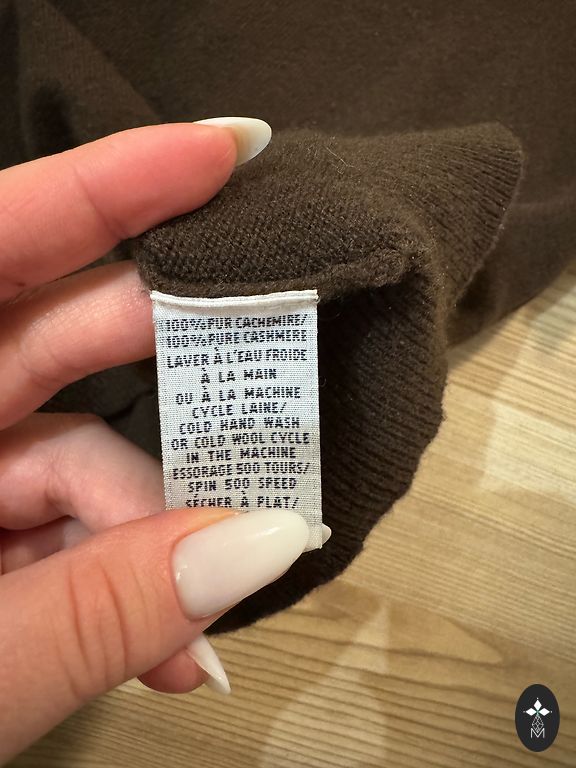 100%PUR CACHEMIRE/
100%PURE CASHMERE
LAVER À L'EAU FROIDE
À LA MAIN
OU À LA MACHINE
CYCLE LAINE/
COLD HAND WASH
OR COLD WOOL CYCLE
IN THE MACHINE
ESSORAGE 500 TOURS/
SPIN 500 SPEED
SÉCHER À PLAT/
M